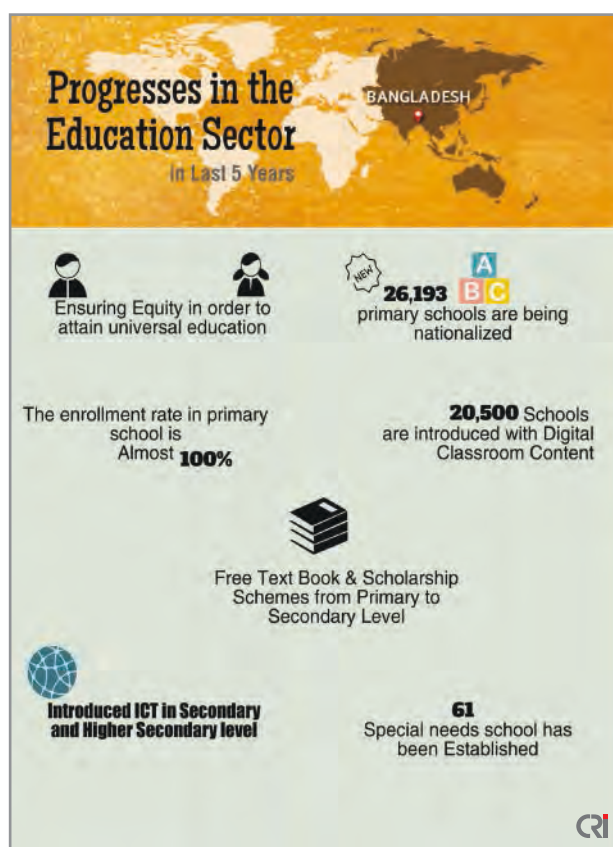 Progresses in the
Education Sector
in Last 5 Years
BANGLADESH
Ensuring Equity in order to
attain universal education
NEW
A
B C
26,193
primary schools are being
nationalized
The enrollment rate in primary
school is
Almost 100%
20,500 Schools
are introduced with Digital
Classroom Content
Free Text Book & Scholarship
Schemes from Primary to
Secondary Level
Introduced ICT in Secondary
and Higher Secondary level
61
Special needs school has
been Established
CRi